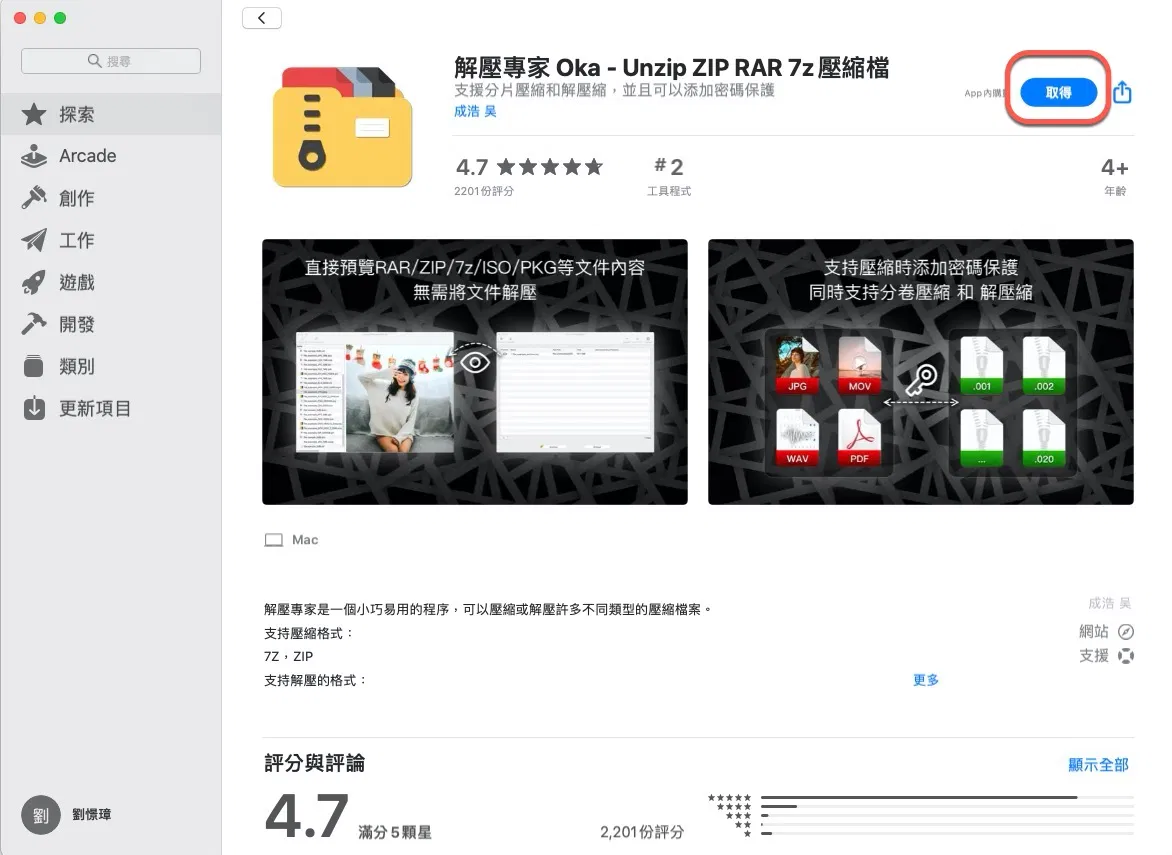 搜尋
探索
Arcade
創作
工作
遊戲
開發
類別
更新項目
劉
劉憬璋
解壓專家 Oka - Unzip ZIP RAR 7z 壓縮檔
支援分片壓縮和解壓縮，並且可以添加密碼保護
成浩 吴
App內購
取得
4.7
2201份評分
#2
工具程式
4+
年齡
直接預覽RAR/ZIP/7z/ISO/PKG等文件內容
無需將文件解壓
支持壓縮時添加密碼保護
同時支持分卷壓縮 和 解壓縮
JPG
MOV
.001
.002
WAV
PDF
...
.020
Mac
解壓專家是一個小巧易用的程序，可以壓縮或解壓許多不同類型的壓縮檔案。
支持壓縮格式：
7Z，ZIP
支持解壓的格式：
更多
成浩 吴
網站
支援
評分與評論
顯示全部
4.7
滿分 5 顆星
2,201份評分